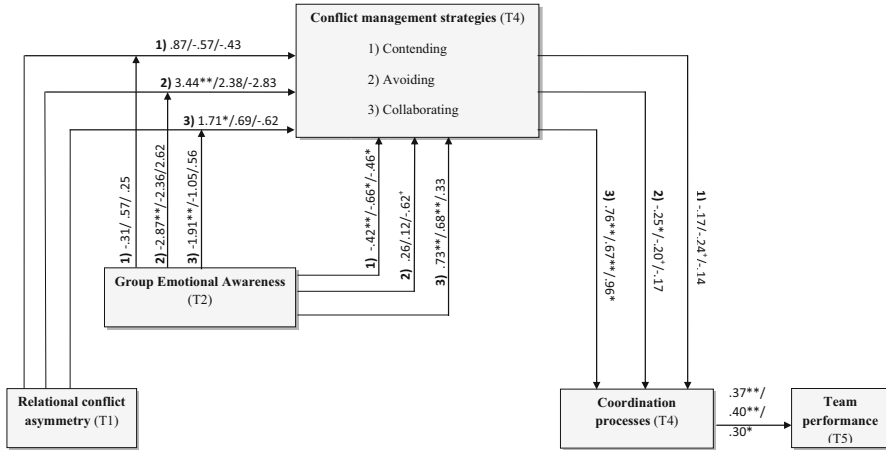 Conflict management strategies (T4)
1) Contending
2) Avoiding
3) Collaborating
1) .87/-.57/-.43
2) 3.44**/2.38/-2.83
3) 1.71*/.69/-.62
1) -.31/ .57/ .25
2) -2.87**/-2.36/2.62
3) -1.91**/-1.05/.56
1) -.42**/-.66*/-.46*
2) .26/.12/-.62⁺
3) .73**/.68**/.33
3) .76**/.67**/.96*
2) -.25*/-.20⁺/-.17
1) -.17/-.24⁺/-.14
Group Emotional Awareness
(T2)
Relational conflict
asymmetry (T1)
Coordination
processes (T4)
.37**/
.40**/
.30*
Team
performance
(T5)